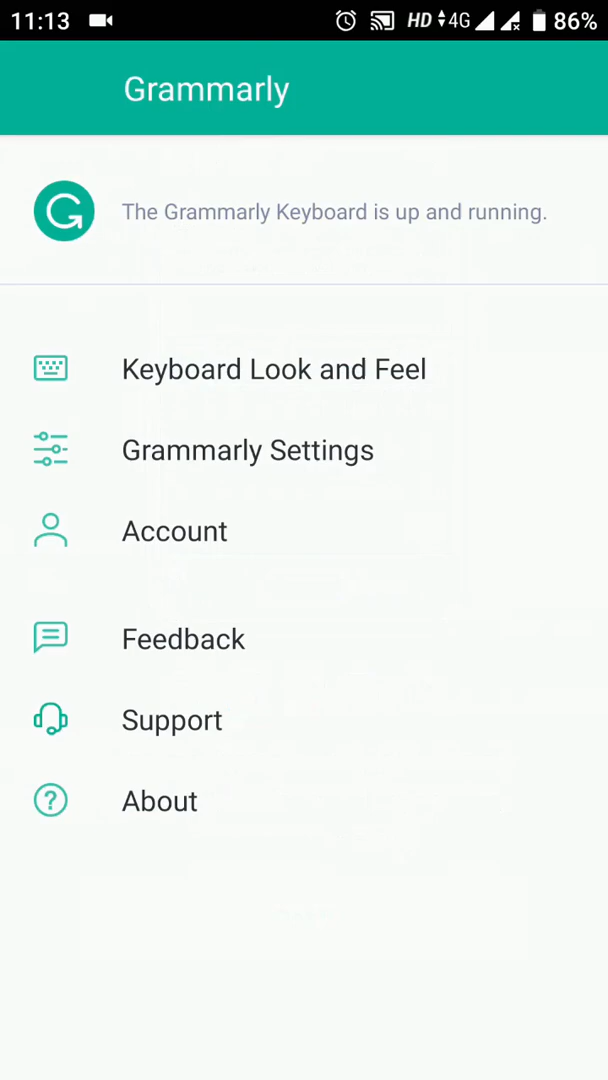 11:13 HD 4G 86%
Grammarly
The Grammarly Keyboard is up and running.
Keyboard Look and Feel
Grammarly Settings
Account
Feedback
Support
About